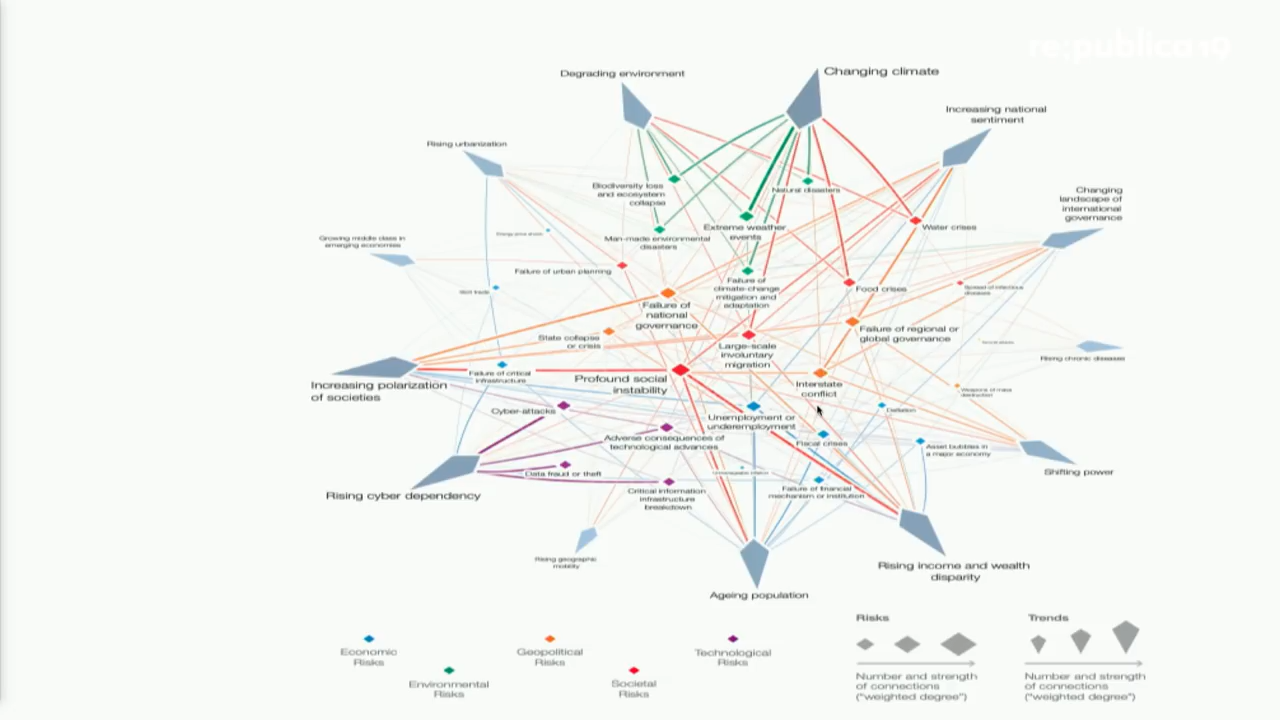 re:publica19
Degrading environment
Changing climate
Increasing national
sentiment
Rising urbanization
Changing
landscape of
international
governance
Biodiversity loss
and ecosystem
collapse
Natural disasters
Extreme weather
events
Water crises
Man-made environmental
disasters
Growing middle class in
emerging economies
Failure of urban planning
Failure of
climate-change
mitigation and
adaptation
Food crises
Spread of infectious
diseases
Failure of
national
governance
State collapse
or crisis
Failure of regional or
global governance
Large-scale
involuntary
migration
Rising chronic diseases
Increasing polarization
of societies
Failure of critical
infrastructure
Profound social
instability
Interstate
conflict
Weapons of mass
destruction
Cyber-attacks
Unemployment or
underemployment
Deflation
Adverse consequences of
technological advances
Fiscal crises
Asset bubbles in
a major economy
Data fraud or theft
Shifting power
Rising cyber dependency
Critical information
infrastructure
breakdown
Failure of financial
mechanism or institution
Rising geographic
mobility
Rising income and wealth
disparity
Ageing population
Economic
Risks
Environmental
Risks
Geopolitical
Risks
Societal
Risks
Technological
Risks
Risks
Number and strength
of connections
("weighted degree")
Trends
Number and strength
of connections
("weighted degree")